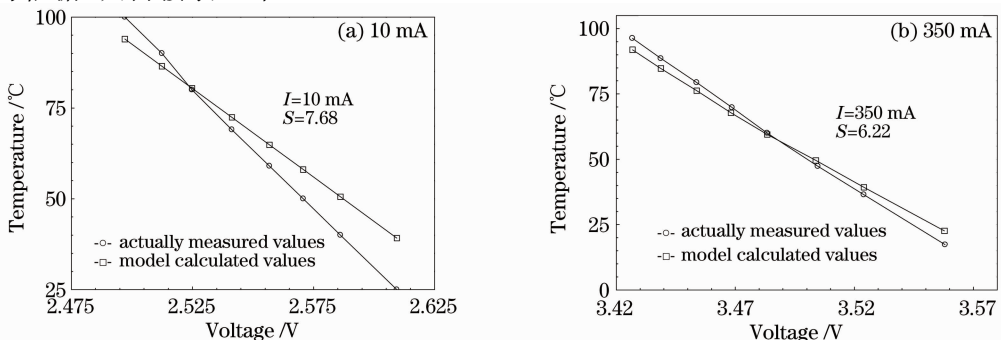 (a) 10 mA
100
75
50
25
Temperature /℃
I=10 mA
S=7.68
-○- actually measured values
-□- model calculated values
2.475 2.525 2.575 2.625
Voltage /V
(b) 350 mA
100
75
50
25
0
Temperature /℃
I=350 mA
S=6.22
-○- actually measured values
-□- model calculated values
3.42 3.47 3.52 3.57
Voltage /V